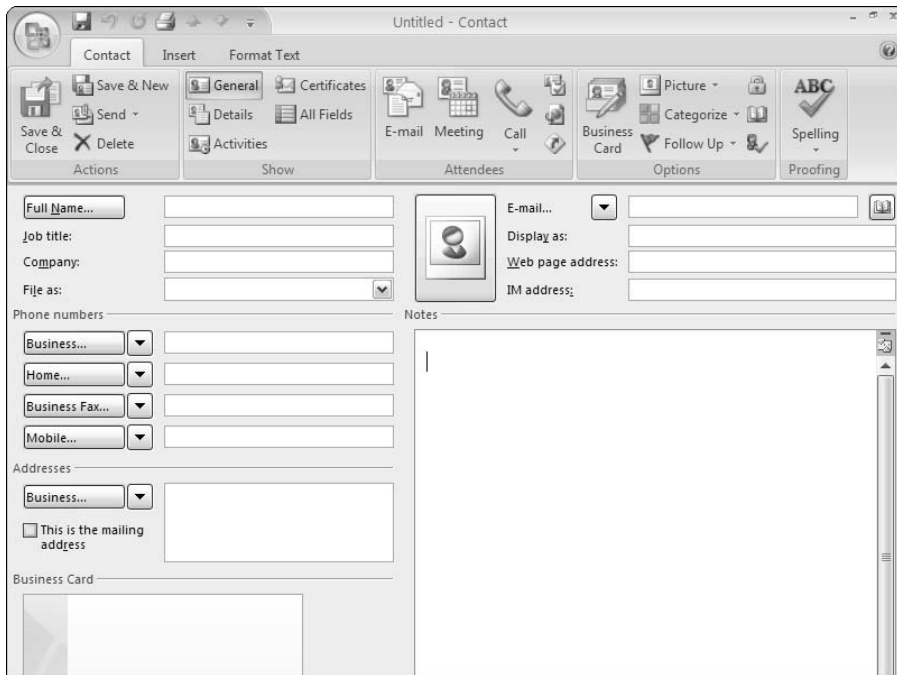 Untitled - Contact
Contact Insert Format Text
Save & Close
Save & New
Send
Delete
Actions
General
Details
Activities
Certificates
All Fields
Show
E-mail
Meeting
Call
Attendees
Business Card
Picture
Categorize
Follow Up
Options
ABC
Spelling
Proofing
Full Name...
Job title:
Company:
File as:
E-mail...
Display as:
Web page address:
IM address:
Phone numbers
Business...
Home...
Business Fax...
Mobile...
Addresses
Business...
This is the mailing
address
Business Card
Notes